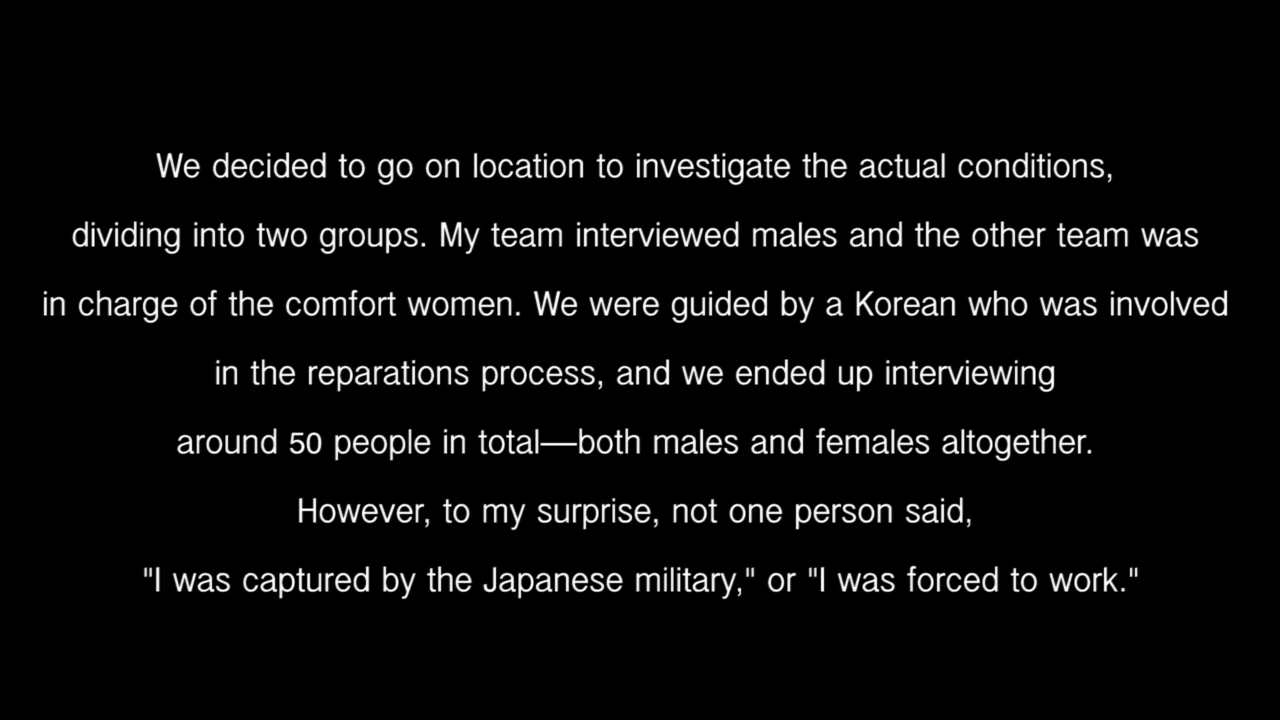 We decided to go on location to investigate the actual conditions,
dividing into two groups. My team interviewed males and the other team was
in charge of the comfort women. We were guided by a Korean who was involved
in the reparations process, and we ended up interviewing
around 50 people in total—both males and females altogether.
However, to my surprise, not one person said,
"I was captured by the Japanese military," or "I was forced to work."